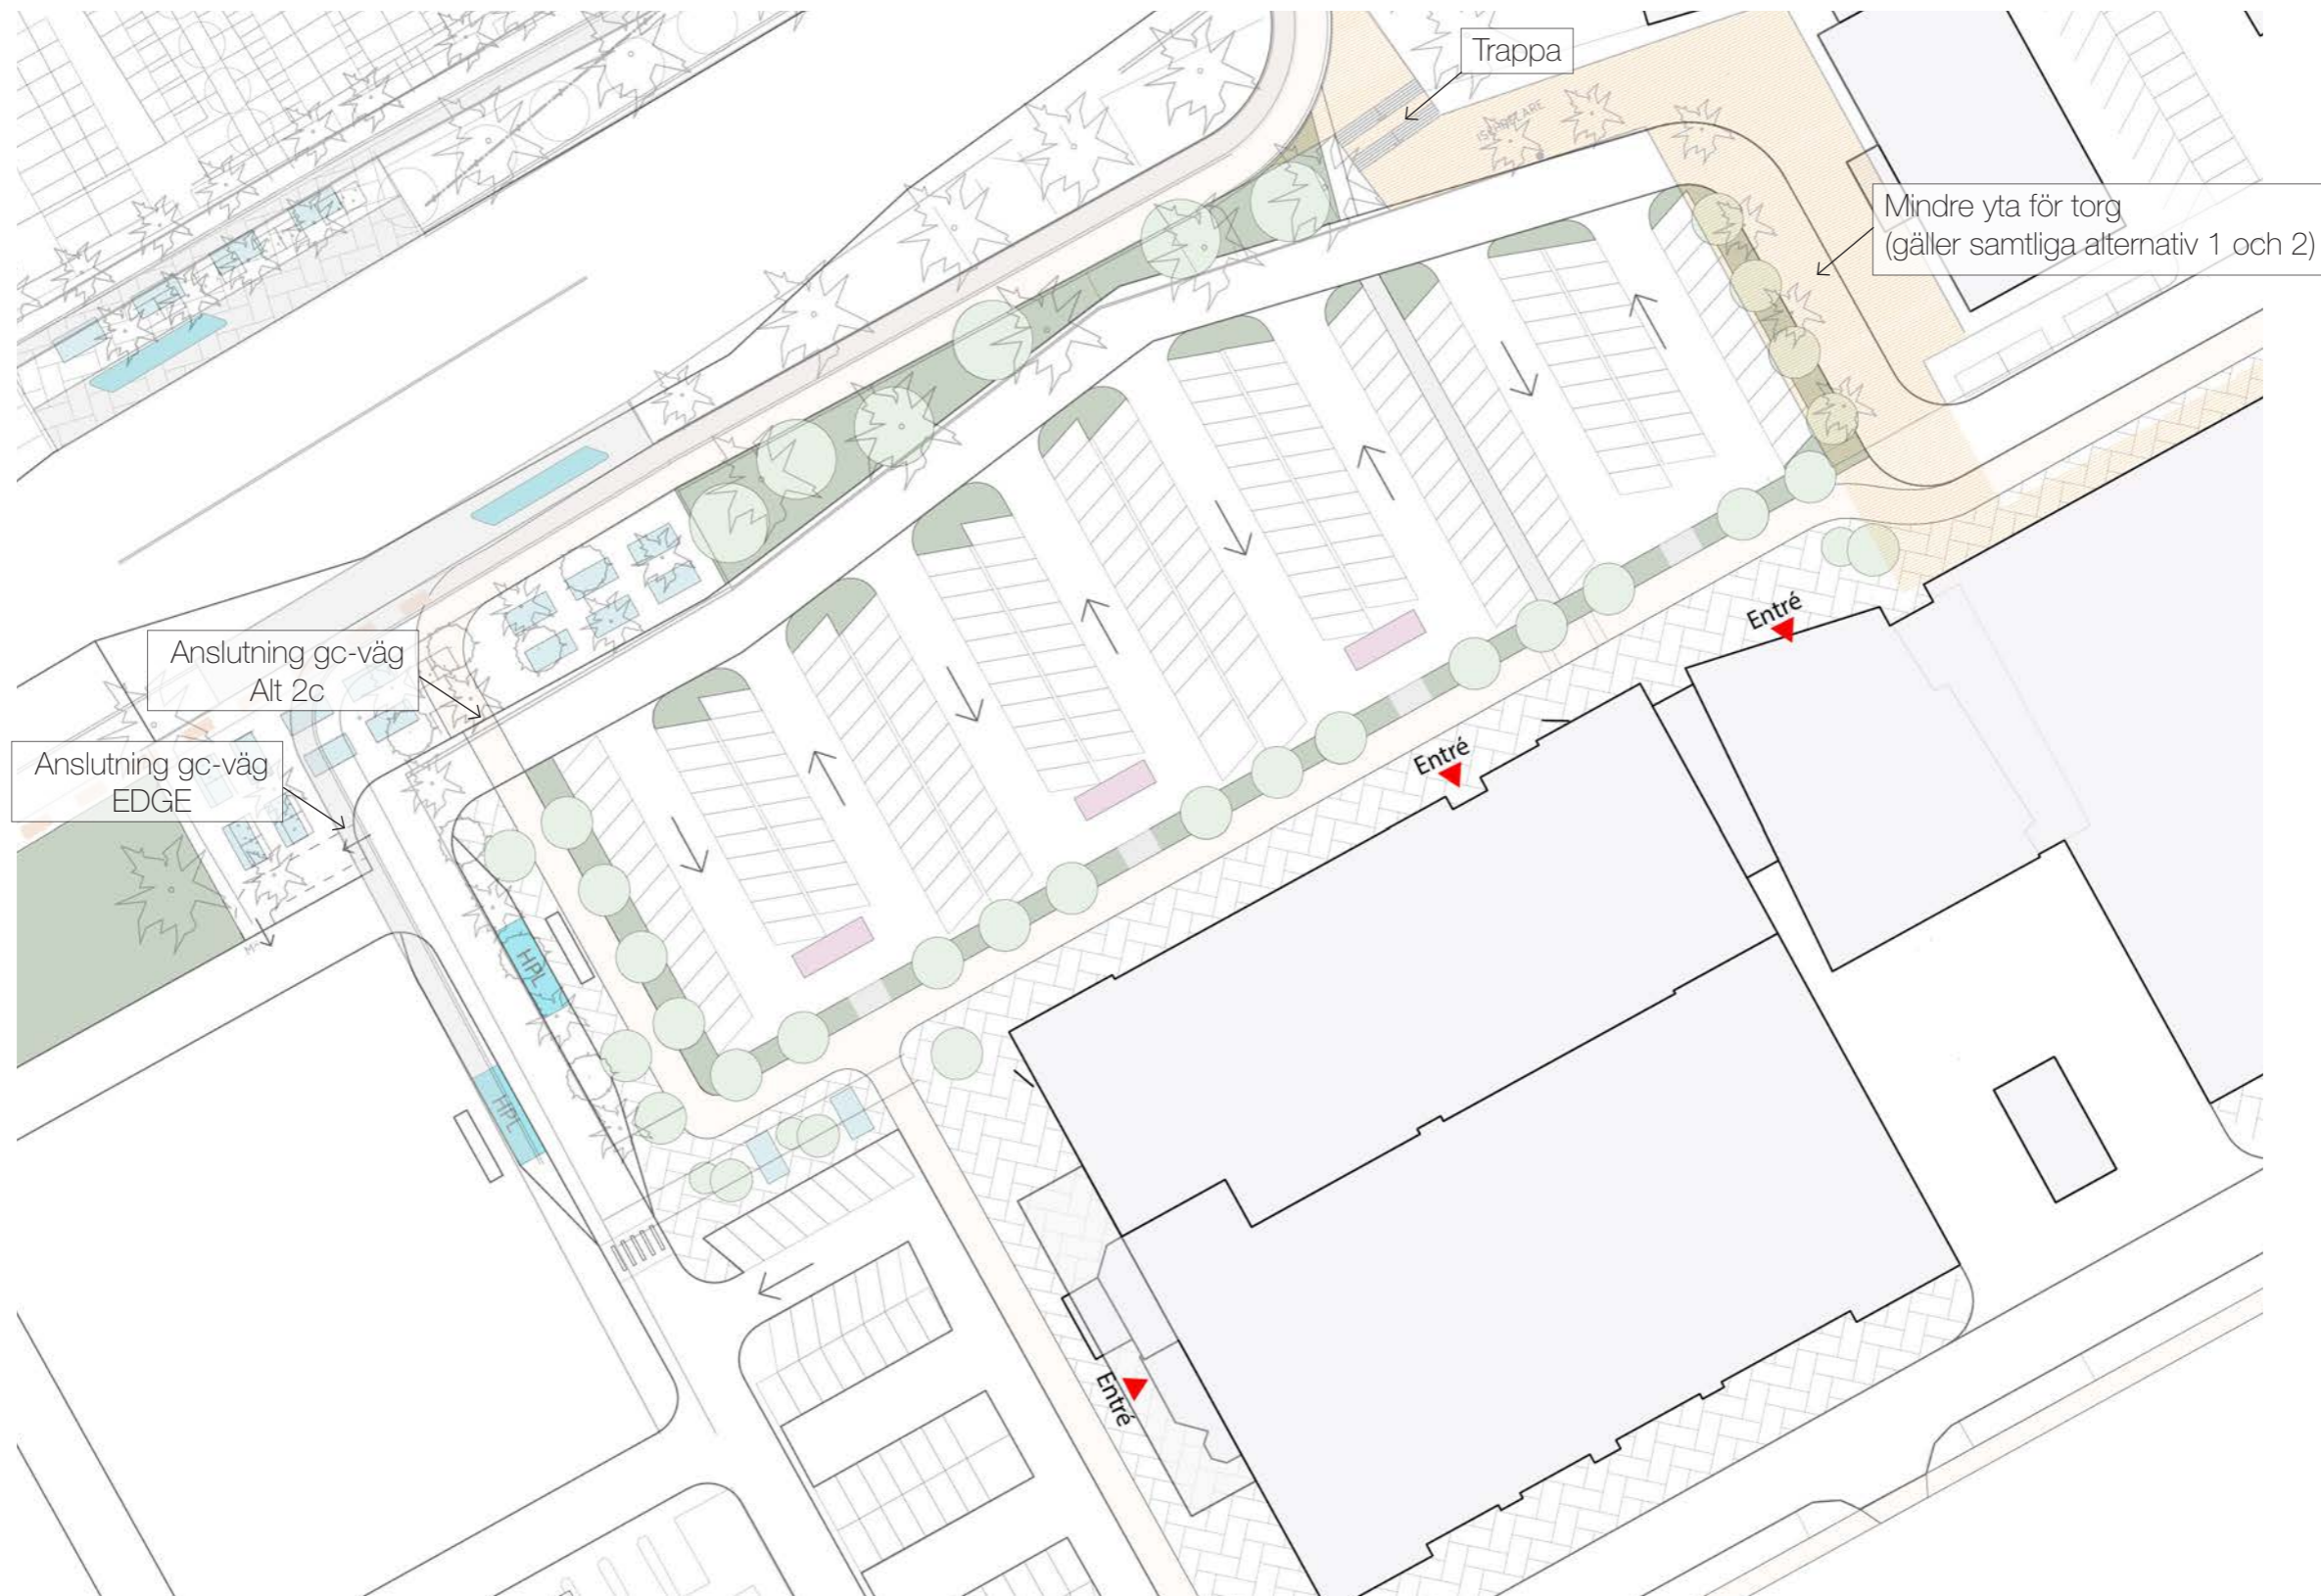 Trappa
ISKRISTALLARE
Mindre yta för torg
(gäller samtliga alternativ 1 och 2)
Entré
Anslutning gc-väg
Alt 2c
Entré
Anslutning gc-väg
EDGE
HPL
HPL
Entré